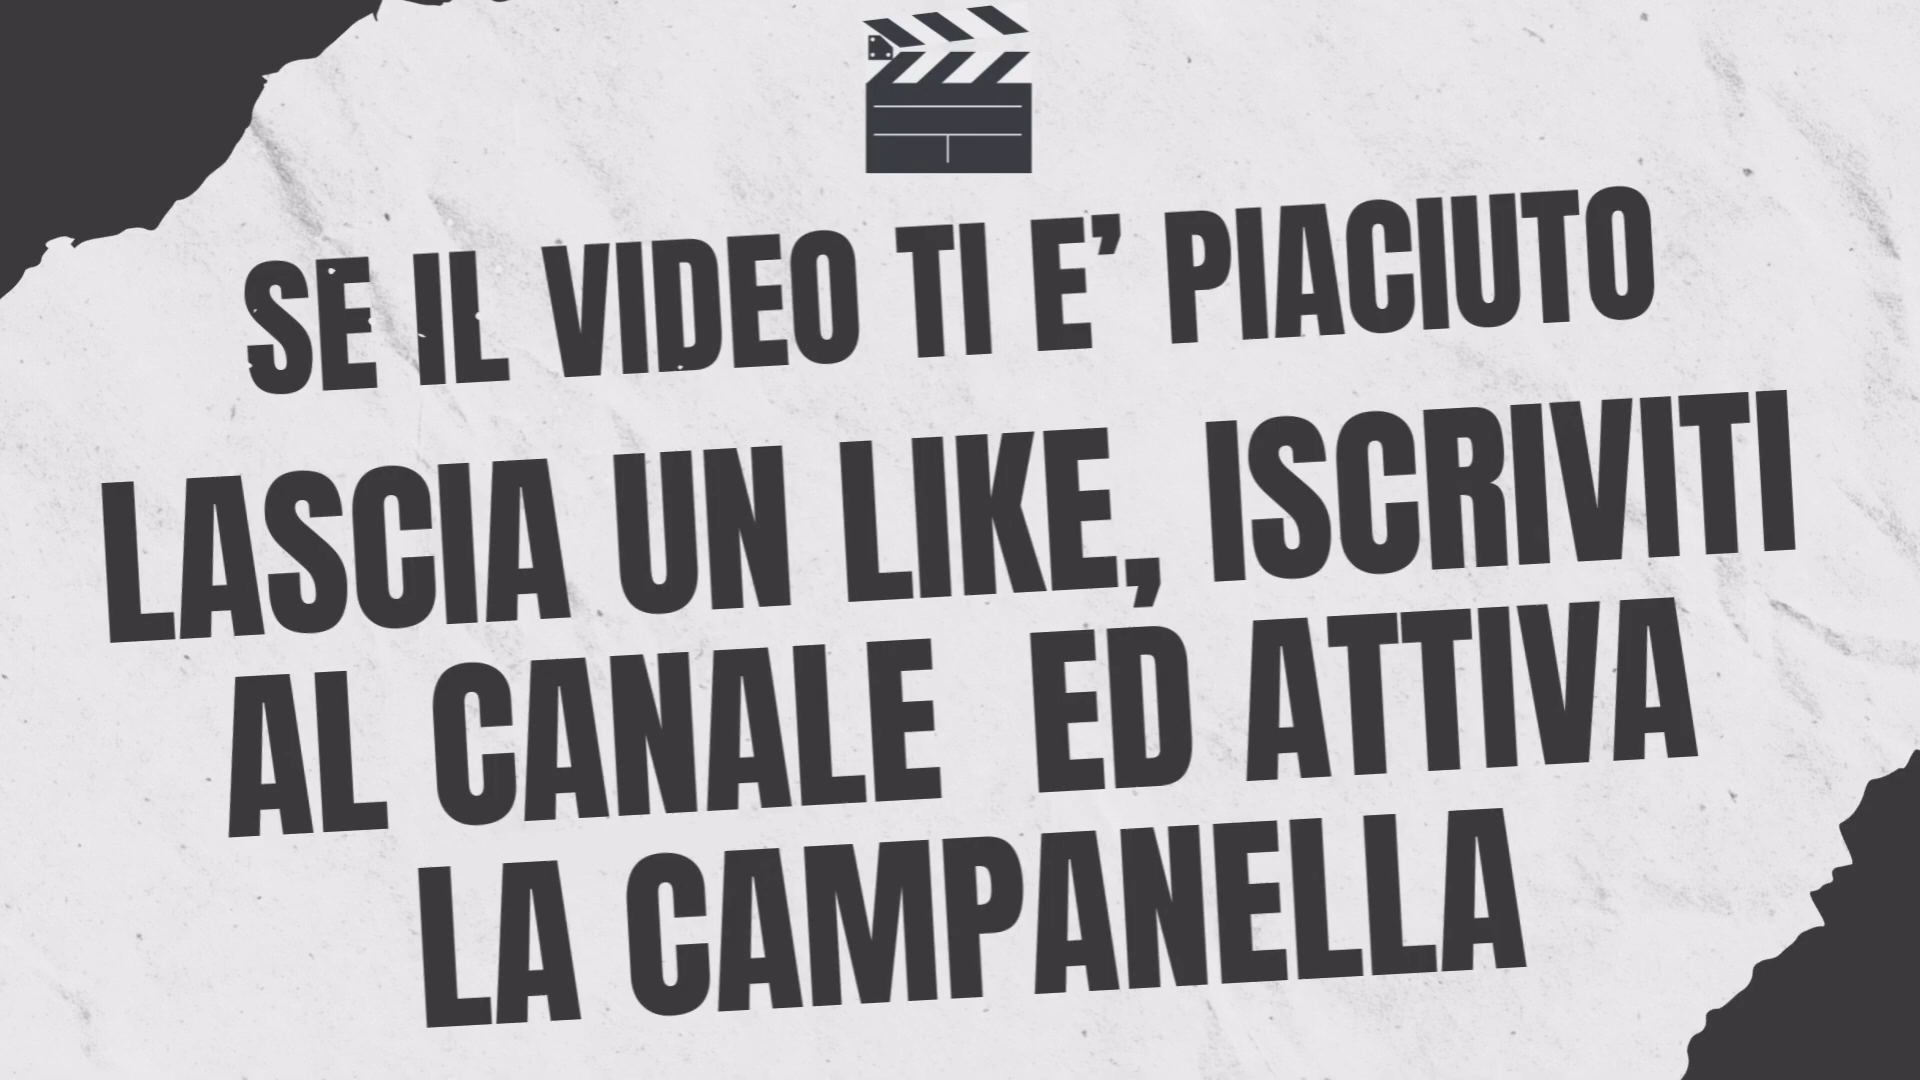 SE IL VIDEO TI E’ PIACIUTO
LASCIA UN LIKE, ISCRIVITI
AL CANALE  ED ATTIVA
LA CAMPANELLA